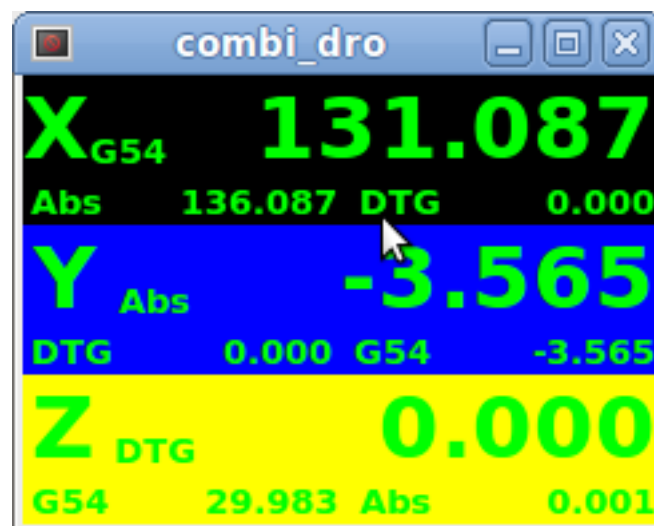 combi_dro
X G54 131.087
Abs 136.087 DTG 0.000
Y Abs -3.565
DTG 0.000 G54 -3.565
Z DTG 0.000
G54 29.983 Abs 0.001